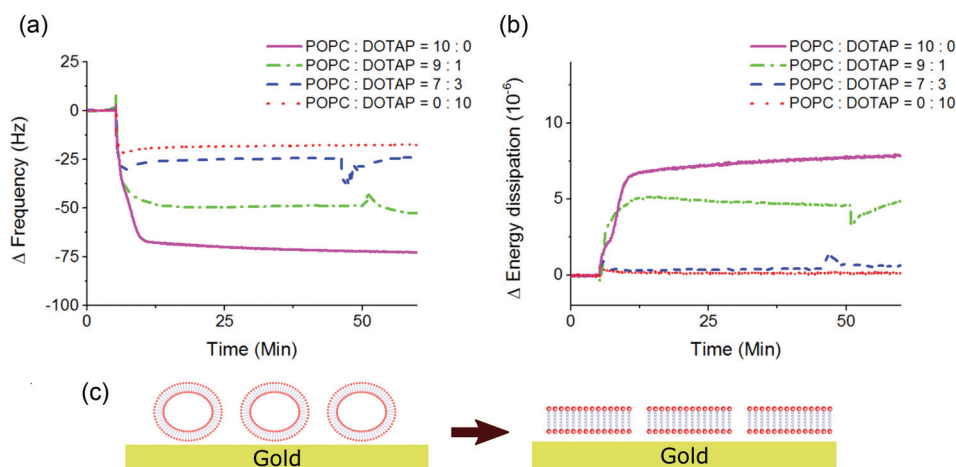 (a)
POPC : DOTAP = 10 : 0
POPC : DOTAP = 9 : 1
POPC : DOTAP = 7 : 3
POPC : DOTAP = 0 : 10
Δ Frequency (Hz)
25
0
-25
-50
-75
-100
0
25
50
Time (Min)
(b)
POPC : DOTAP = 10 : 0
POPC : DOTAP = 9 : 1
POPC : DOTAP = 7 : 3
POPC : DOTAP = 0 : 10
Δ Energy dissipation (10⁻⁶)
10
5
0
0
25
50
Time (Min)
(c)
Gold
Gold